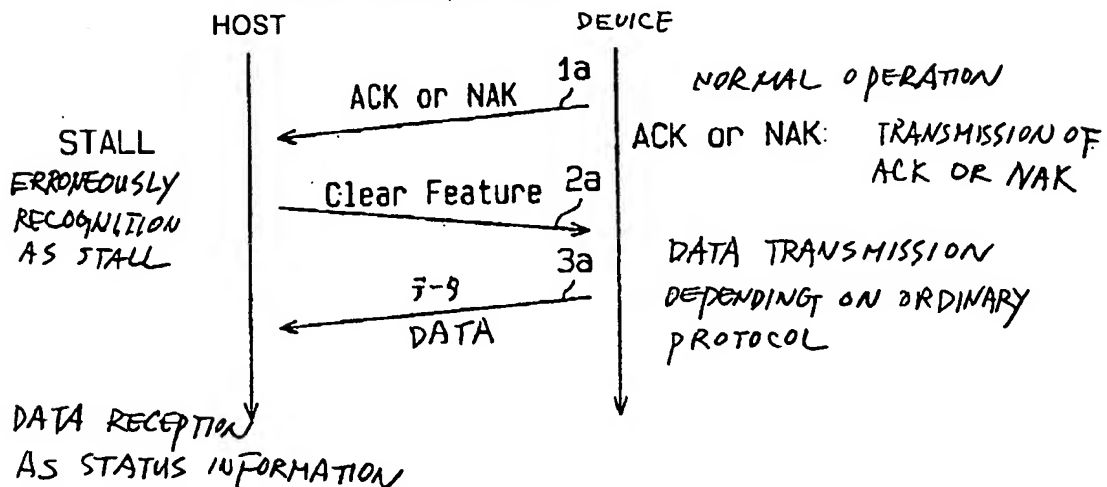 HOST
DEVICE
1a
ACK or NAK
NORMAL OPERATION
ACK or NAK: TRANSMISSION OF
ACK OR NAK
STALL
ERRONEOUSLY
RECOGNITION
AS STALL
Clear Feature
2a
3a
データ
DATA
DATA TRANSMISSION
DEPENDING ON ORDINARY
PROTOCOL
DATA RECEPTION
AS STATUS INFORMATION